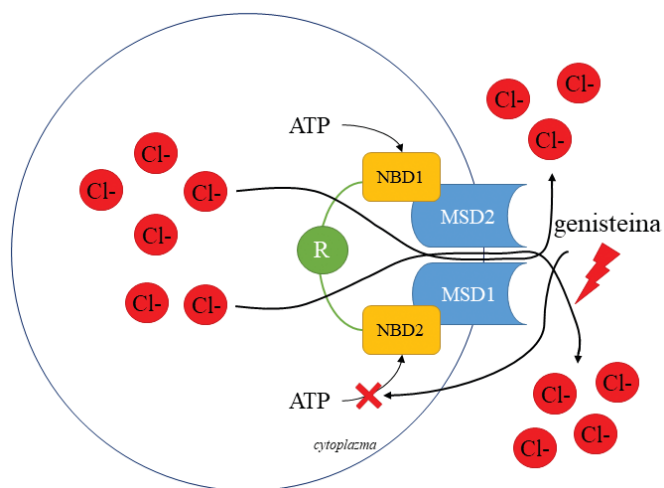 Cl-
Cl-
Cl-
ATP
Cl-
Cl-
Cl-
Cl-
NBD1
MSD2
genisteina
R
Cl-
Cl-
MSD1
NBD2
ATP
Cl-
Cl-
Cl-
Cl-
cytoplazma